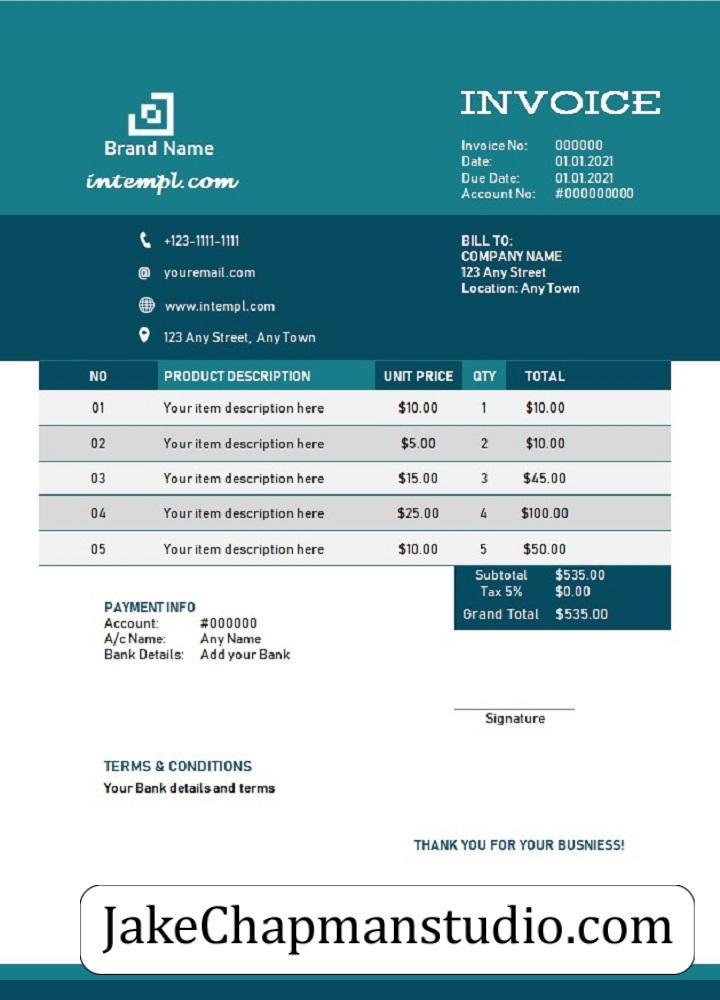 INVOICE
Brand Name
intempl.com
Invoice No: 000000
Date: 01.01.2021
Due Date: 01.01.2021
Account No: #000000000
+123-1111-1111
@ youremail.com
www.intempl.com
123 Any Street, Any Town
BILL TO:
COMPANY NAME
123 Any Street
Location: Any Town
NO PRODUCT DESCRIPTION UNIT PRICE QTY TOTAL
01 Your item description here $10.00 1 $10.00
02 Your item description here $5.00 2 $10.00
03 Your item description here $15.00 3 $45.00
04 Your item description here $25.00 4 $100.00
05 Your item description here $10.00 5 $50.00
Subtotal $535.00
Tax 5% $0.00
Grand Total $535.00
PAYMENT INFO
Account: #000000
A/c Name: Any Name
Bank Details: Add your Bank
Signature
TERMS & CONDITIONS
Your Bank details and terms
THANK YOU FOR YOUR BUSNIESS!
JakeChapmanstudio.com